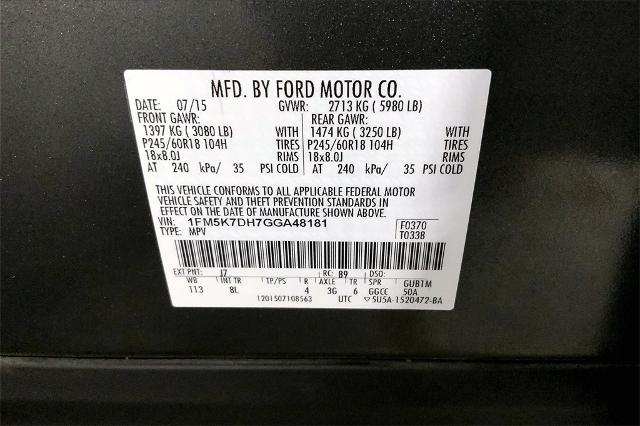 MFD. BY FORD MOTOR CO.
DATE: 07/15 GVWR: 2713 KG ( 5980 LB)
FRONT GAWR: REAR GAWR:
1397 KG ( 3080 LB) WITH 1474 KG ( 3250 LB) WITH
P245/60R18 104H TIRES P245/60R18 104H TIRES
18x8.0J RIMS 18x8.0J RIMS
AT 240 kPa/ 35 PSI COLD AT 240 kPa/ 35 PSI COLD
THIS VEHICLE CONFORMS TO ALL APPLICABLE FEDERAL MOTOR
VEHICLE SAFETY AND THEFT PREVENTION STANDARDS IN
EFFECT ON THE DATE OF MANUFACTURE SHOWN ABOVE.
VIN: 1FM5K7DH7GGA48181 F0370
TYPE: MPV T0338
EXT PNT: J7 RC: B9 DSO:
WB INT TR TP/PS R AXLE TR SPR GUB1M
113 8L 4 3G 6 GGCC 50A
1201507108563 UTC ▽5U5A-1520472-BA